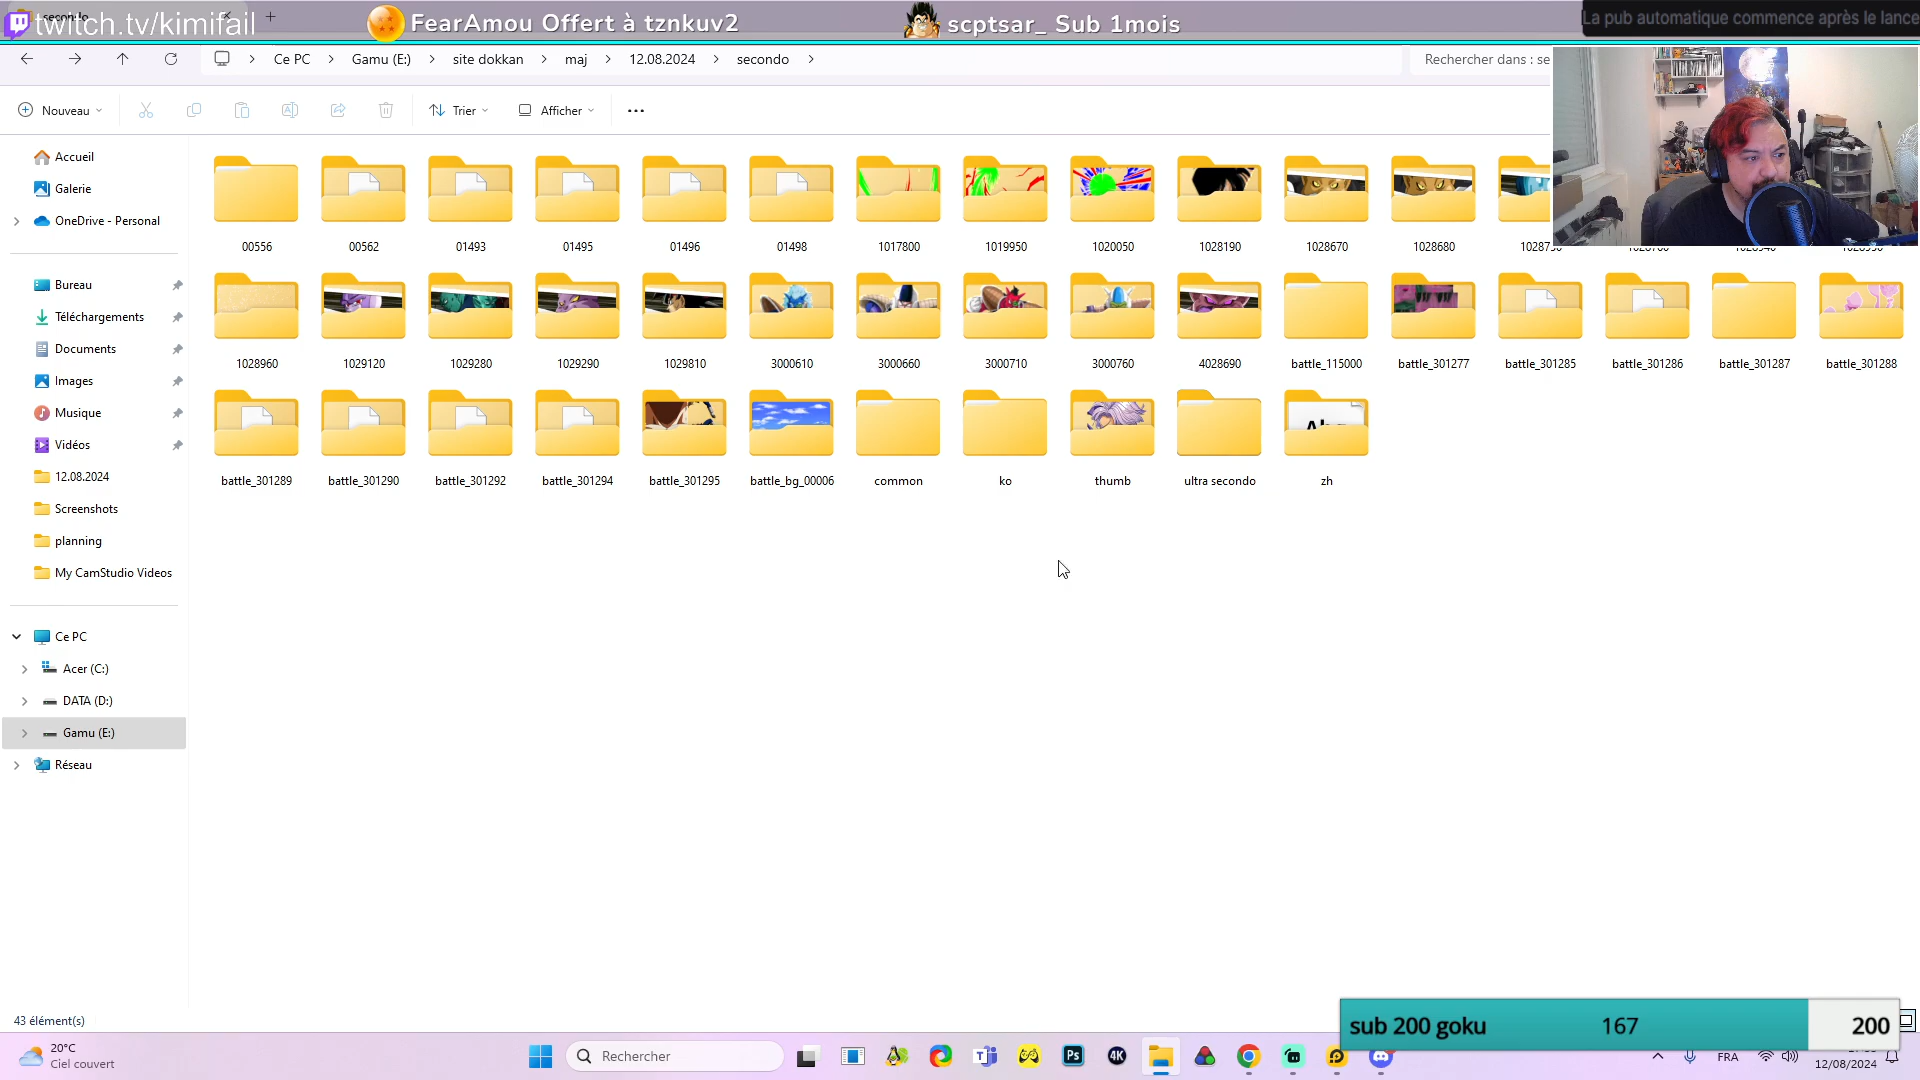 twitch.tv/kimifail
FearAmou Offert à tznkuv2
scptsar_ Sub 1mois
La pub automatique commence après le lance
Ce PC
Gamu (E:)
site dokkan
maj
12.08.2024
secondo
Rechercher dans : se
Nouveau
Trier
Afficher
Accueil
Galerie
OneDrive - Personal
Bureau
Téléchargements
Documents
Images
Musique
Vidéos
12.08.2024
Screenshots
planning
My CamStudio Videos
Ce PC
Acer (C:)
DATA (D:)
Gamu (E:)
Réseau
00556
00562
01493
01495
01496
01498
1017800
1019950
1020050
1028190
1028670
1028680
1028960
1029120
1029280
1029290
1029810
3000610
3000660
3000710
3000760
4028690
battle_115000
battle_301277
battle_301285
battle_301286
battle_301287
battle_301288
battle_301289
battle_301290
battle_301292
battle_301294
battle_301295
battle_bg_00006
common
ko
thumb
ultra secondo
zh
43 élément(s)
sub 200 goku
167
200
20°C
Ciel couvert
Rechercher
Ps
4K
FRA
12/08/2024